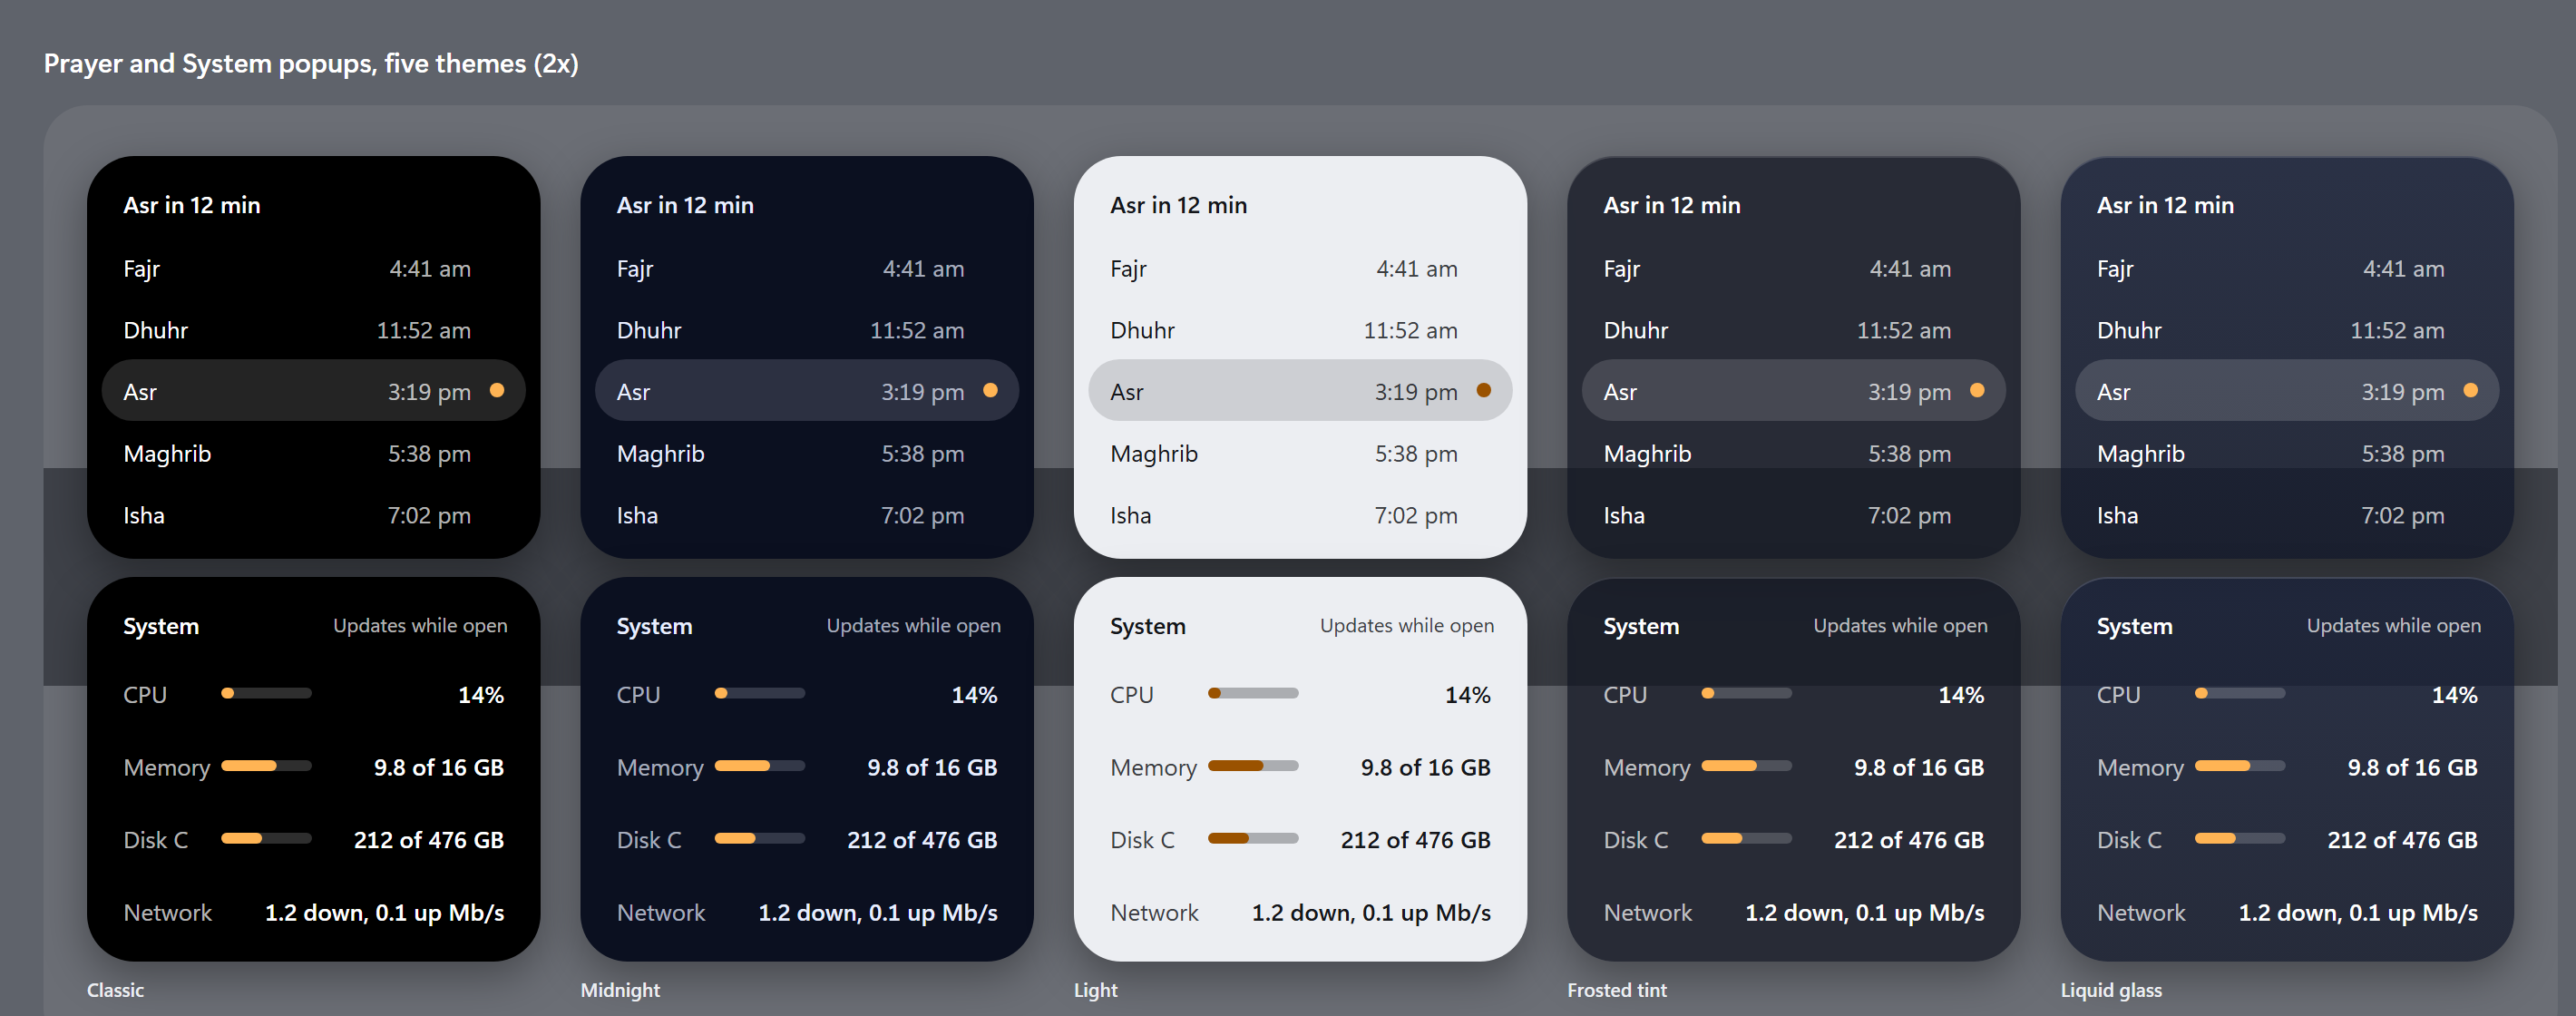 Prayer and System popups, five themes (2x)
Asr in 12 min
Fajr 4:41 am
Dhuhr 11:52 am
Asr 3:19 pm
Maghrib 5:38 pm
Isha 7:02 pm
System Updates while open
CPU 14%
Memory 9.8 of 16 GB
Disk C 212 of 476 GB
Network 1.2 down, 0.1 up Mb/s
Classic
Asr in 12 min
Fajr 4:41 am
Dhuhr 11:52 am
Asr 3:19 pm
Maghrib 5:38 pm
Isha 7:02 pm
System Updates while open
CPU 14%
Memory 9.8 of 16 GB
Disk C 212 of 476 GB
Network 1.2 down, 0.1 up Mb/s
Midnight
Asr in 12 min
Fajr 4:41 am
Dhuhr 11:52 am
Asr 3:19 pm
Maghrib 5:38 pm
Isha 7:02 pm
System Updates while open
CPU 14%
Memory 9.8 of 16 GB
Disk C 212 of 476 GB
Network 1.2 down, 0.1 up Mb/s
Light
Asr in 12 min
Fajr 4:41 am
Dhuhr 11:52 am
Asr 3:19 pm
Maghrib 5:38 pm
Isha 7:02 pm
System Updates while open
CPU 14%
Memory 9.8 of 16 GB
Disk C 212 of 476 GB
Network 1.2 down, 0.1 up Mb/s
Frosted tint
Asr in 12 min
Fajr 4:41 am
Dhuhr 11:52 am
Asr 3:19 pm
Maghrib 5:38 pm
Isha 7:02 pm
System Updates while open
CPU 14%
Memory 9.8 of 16 GB
Disk C 212 of 476 GB
Network 1.2 down, 0.1 up Mb/s
Liquid glass